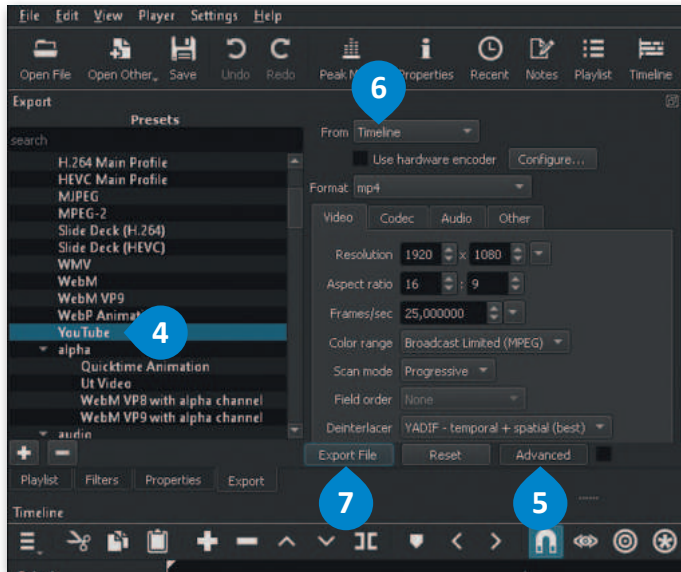 File Edit View Player Settings Help
Open File Open Other Save Undo Redo Peak M Properties Recent Notes Playlist Timeline
6
Export
Presets
search
H.264 Main Profile
HEVC Main Profile
MJPEG
MPEG-2
Slide Deck (H.264)
Slide Deck (HEVC)
WMV
WebM
WebM VP9
WebP Animat
YouTube
4
alpha
Quicktime Animation
Ut Video
WebM VP8 with alpha channel
WebM VP9 with alpha channel
audio
From Timeline
Use hardware encoder Configure...
Format mp4
Video Codec Audio Other
Resolution 1920 x 1080
Aspect ratio 16 : 9
Frames/sec 25,000000
Color range Broadcast Limited (MPEG)
Scan mode Progressive
Field order None
Deinterlacer YADIF - temporal + spatial (best)
Export File Reset Advanced
Playlist Filters Properties Export
7
5
Timeline